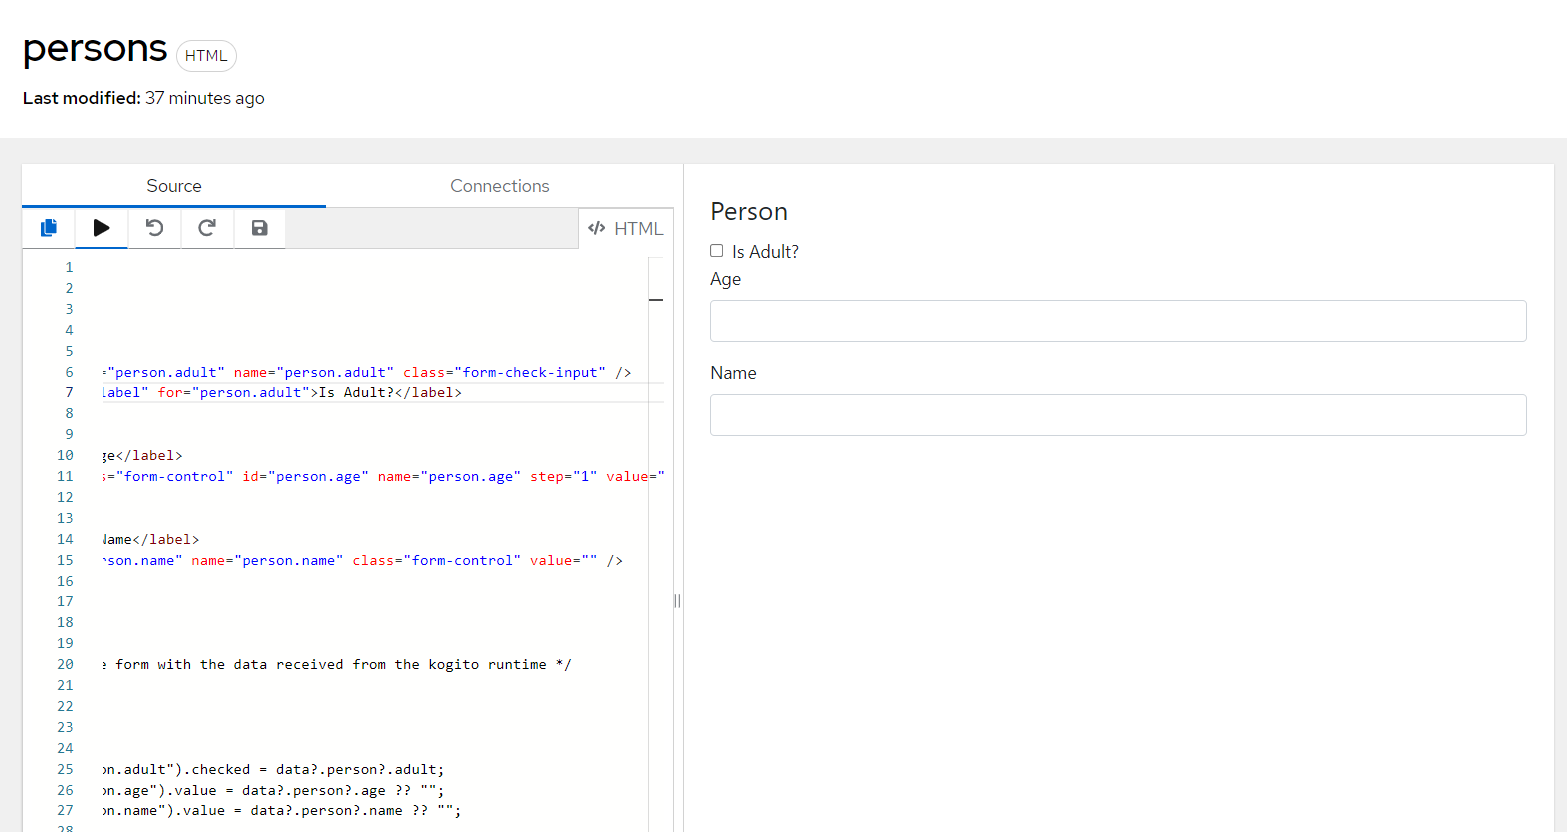 persons HTML
Last modified: 37 minutes ago
Source Connections
HTML
1
2
3
4
5
6 ="person.adult" name="person.adult" class="form-check-input" />
7 label" for="person.adult">Is Adult?</label>
8
9
10 ge</label>
11 s="form-control" id="person.age" name="person.age" step="1" value="
12
13
14 Name</label>
15 rson.name" name="person.name" class="form-control" value="" />
16
17
18
19
20 e form with the data received from the kogito runtime */
21
22
23
24
25 on.adult").checked = data?.person?.adult;
26 on.age").value = data?.person?.age ?? "";
27 on.name").value = data?.person?.name ?? "";
28
Person
Is Adult?
Age
Name